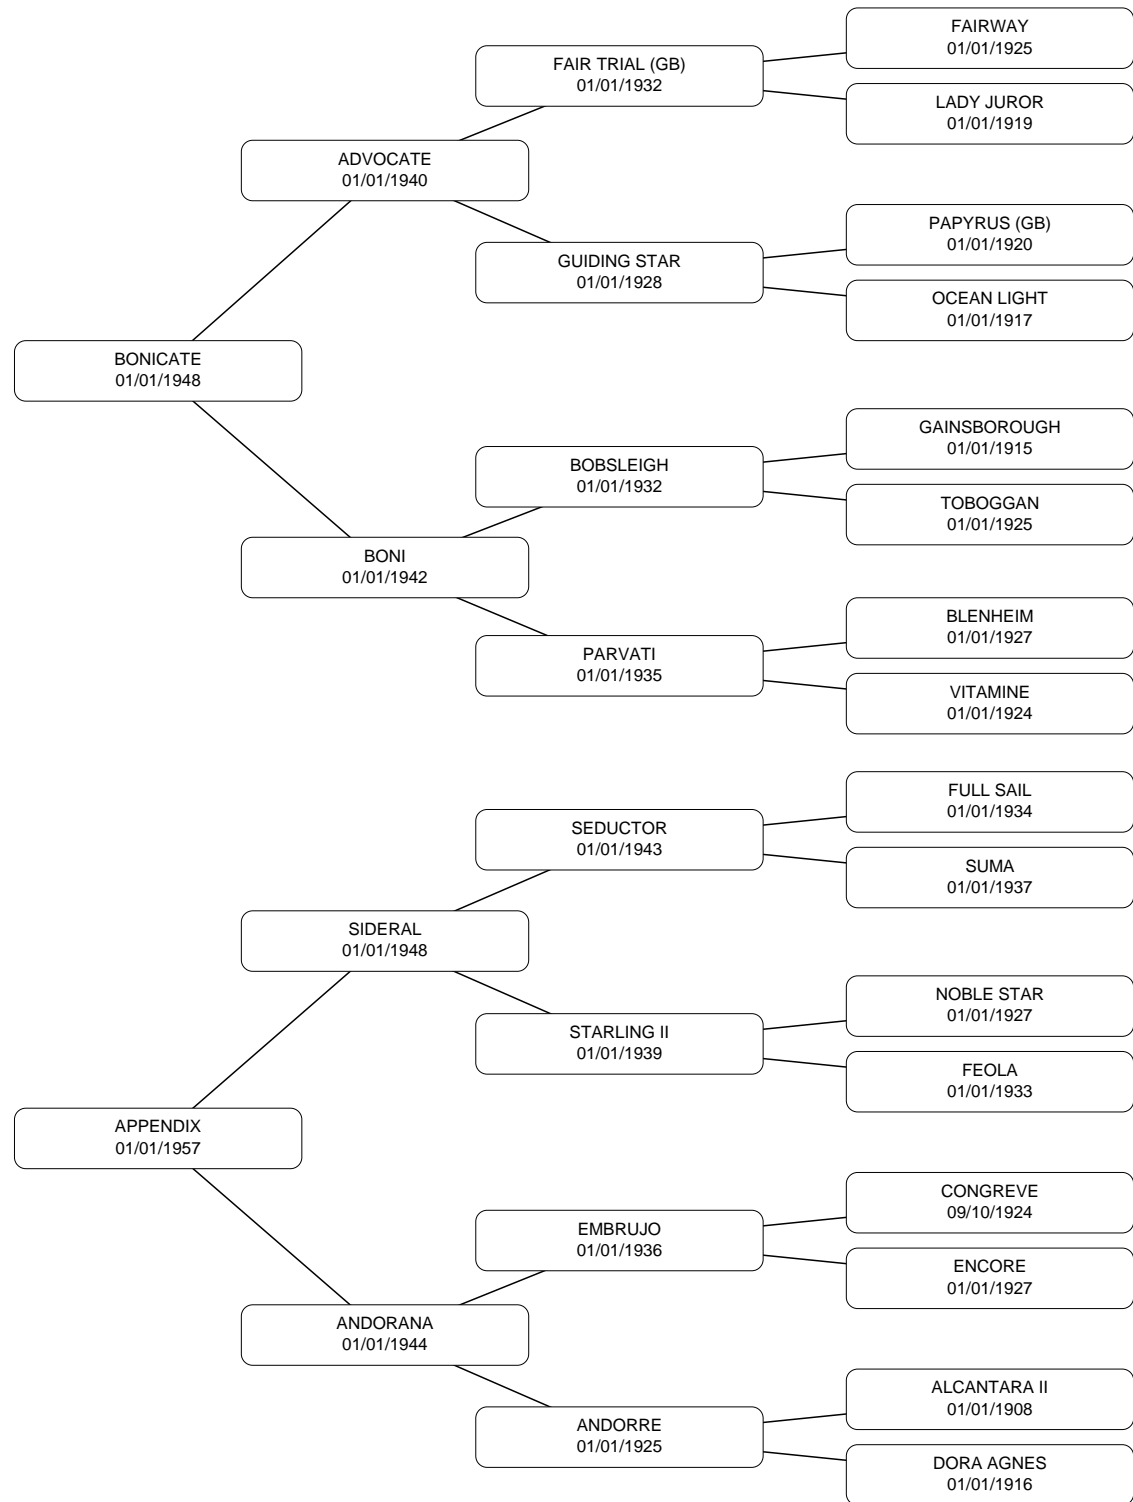 FAIRWAY
01/01/1925
FAIR TRIAL (GB)
01/01/1932
LADY JUROR
01/01/1919
ADVOCATE
01/01/1940
PAPYRUS (GB)
01/01/1920
GUIDING STAR
01/01/1928
OCEAN LIGHT
01/01/1917
BONICATE
01/01/1948
GAINSBOROUGH
01/01/1915
BOBSLEIGH
01/01/1932
TOBOGGAN
01/01/1925
BONI
01/01/1942
BLENHEIM
01/01/1927
PARVATI
01/01/1935
VITAMINE
01/01/1924
FULL SAIL
01/01/1934
SEDUCTOR
01/01/1943
SUMA
01/01/1937
SIDERAL
01/01/1948
NOBLE STAR
01/01/1927
STARLING II
01/01/1939
FEOLA
01/01/1933
APPENDIX
01/01/1957
CONGREVE
09/10/1924
EMBRUJO
01/01/1936
ENCORE
01/01/1927
ANDORANA
01/01/1944
ALCANTARA II
01/01/1908
ANDORRE
01/01/1925
DORA AGNES
01/01/1916